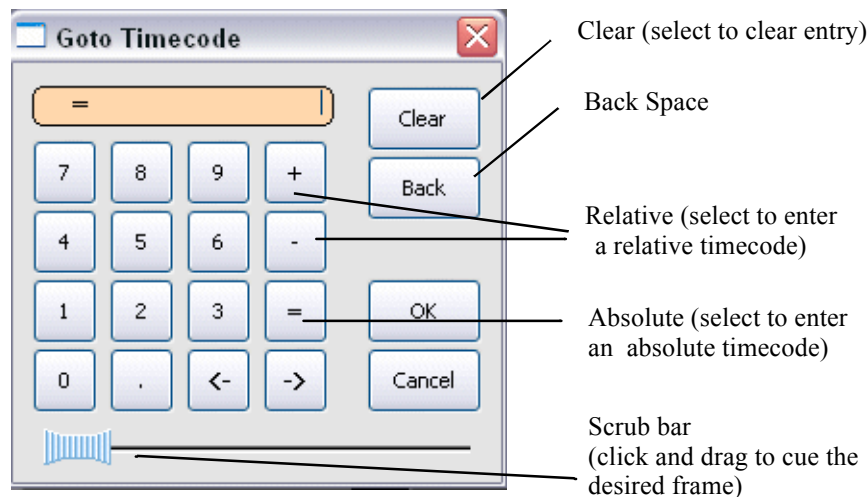 Goto Timecode
=
Clear
7 8 9 +
Back
4 5 6 -
1 2 3 =
OK
0 . <- ->
Cancel
Clear (select to clear entry)
Back Space
Relative (select to enter
a relative timecode)
Absolute (select to enter
an absolute timecode)
Scrub bar
(click and drag to cue the
desired frame)